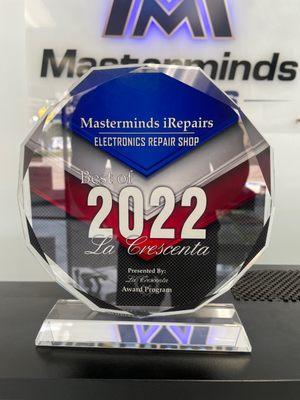 Masterminds
Masterminds iRepairs
ELECTRONICS REPAIR SHOP
Best of
2022
La Crescenta
Presented By:
La Crescenta
Award Program